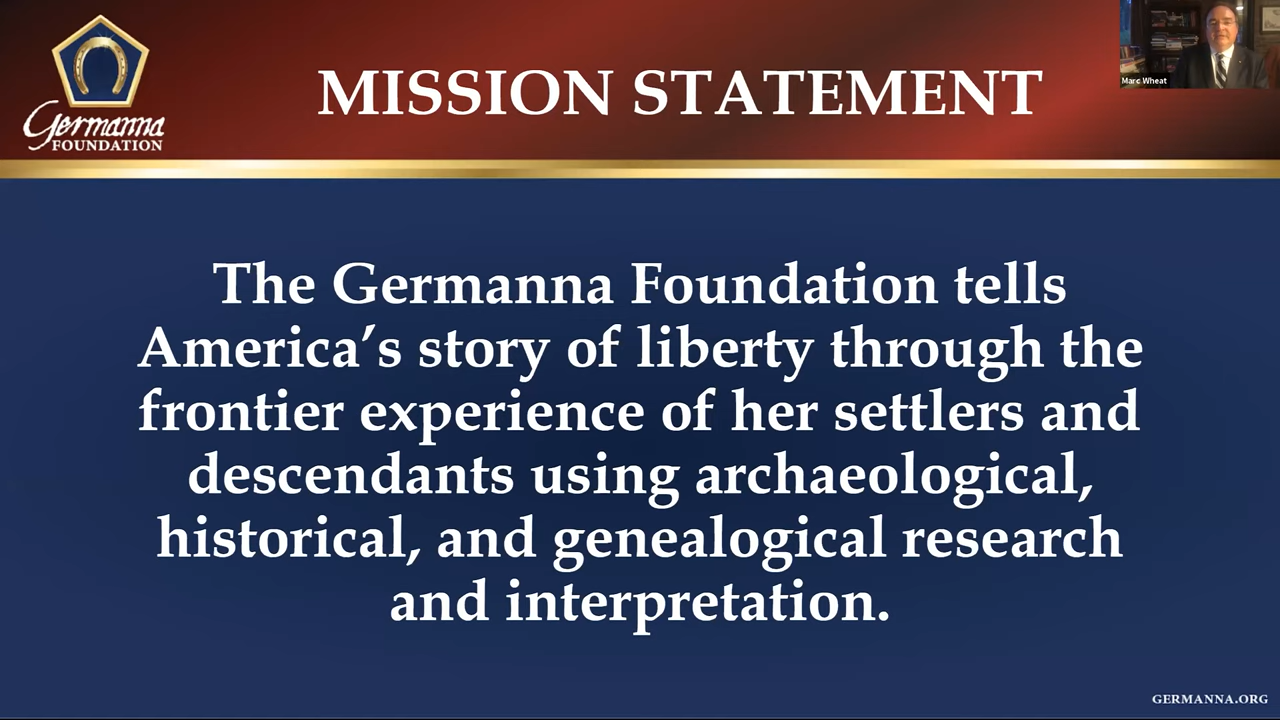 Germanna
FOUNDATION
MISSION STATEMENT
Marc Wheat
The Germanna Foundation tells
America’s story of liberty through the
frontier experience of her settlers and
descendants using archaeological,
historical, and genealogical research
and interpretation.
GERMANNA.ORG